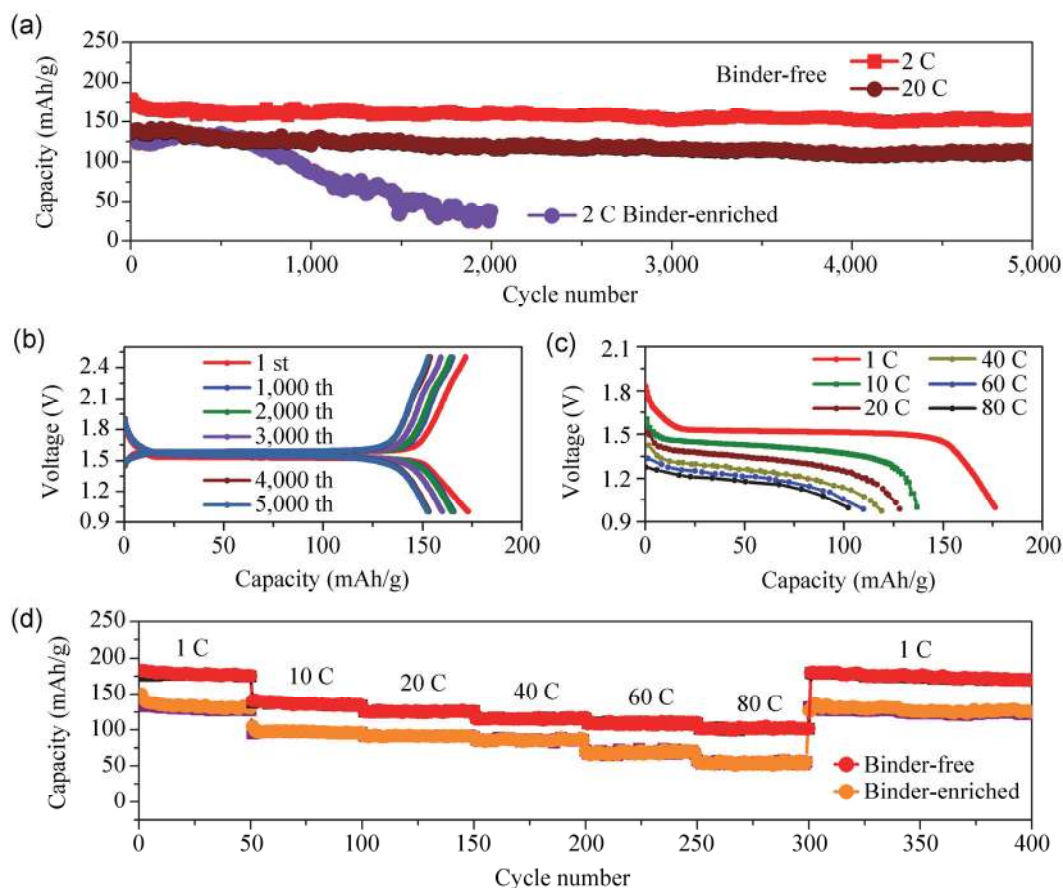 (a)
250
200
150
100
50
0
Capacity (mAh/g)
Binder-free
2 C
20 C
2 C Binder-enriched
0 1,000 2,000 3,000 4,000 5,000
Cycle number
(b)
2.4
2.1
1.8
1.5
1.2
0.9
Voltage (V)
1 st
1,000 th
2,000 th
3,000 th
4,000 th
5,000 th
0 50 100 150 200
Capacity (mAh/g)
(c)
2.1
1.8
1.5
1.2
0.9
Voltage (V)
1 C 40 C
10 C 60 C
20 C 80 C
0 50 100 150 200
Capacity (mAh/g)
(d)
250
200
150
100
50
0
Capacity (mAh/g)
1 C 10 C 20 C 40 C 60 C 80 C 1 C
Binder-free
Binder-enriched
0 50 100 150 200 250 300 350 400
Cycle number